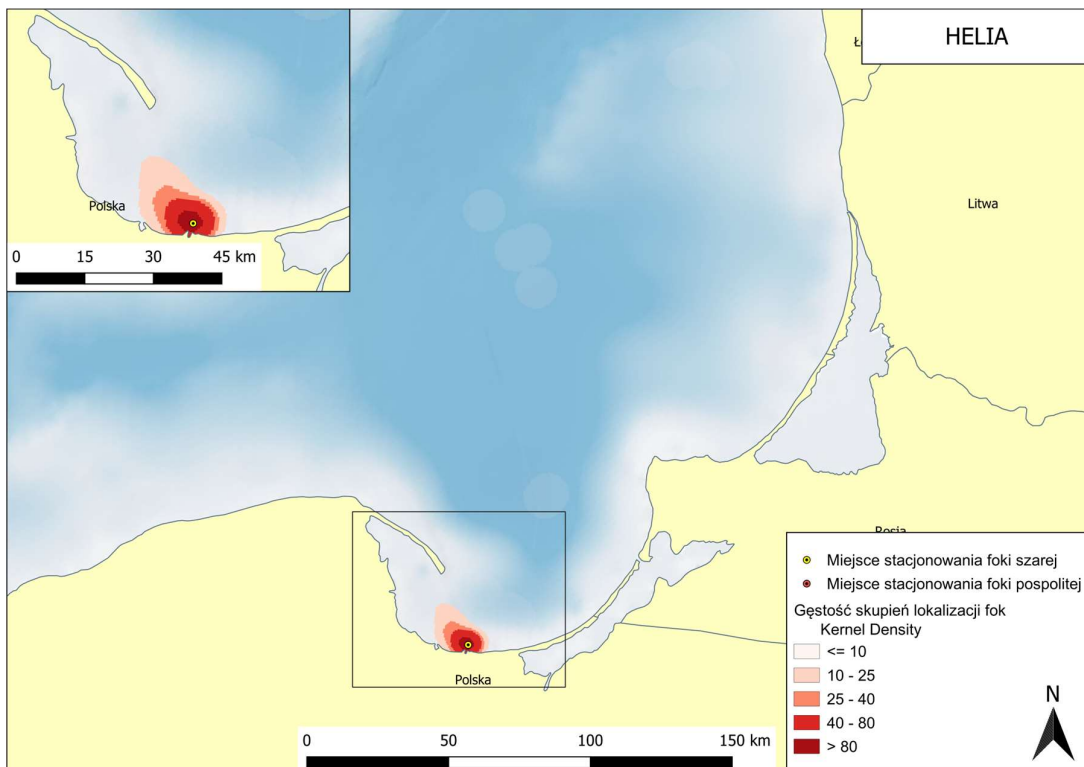 HELIA
Polska
0 15 30 45 km
Litwa
Polska
0 50 100 150 km
Miejsce stacjonowania foki szarej
Miejsce stacjonowania foki pospolitej
Gęstość skupień lokalizacji fok
Kernel Density
<= 10
10 - 25
25 - 40
40 - 80
> 80
N